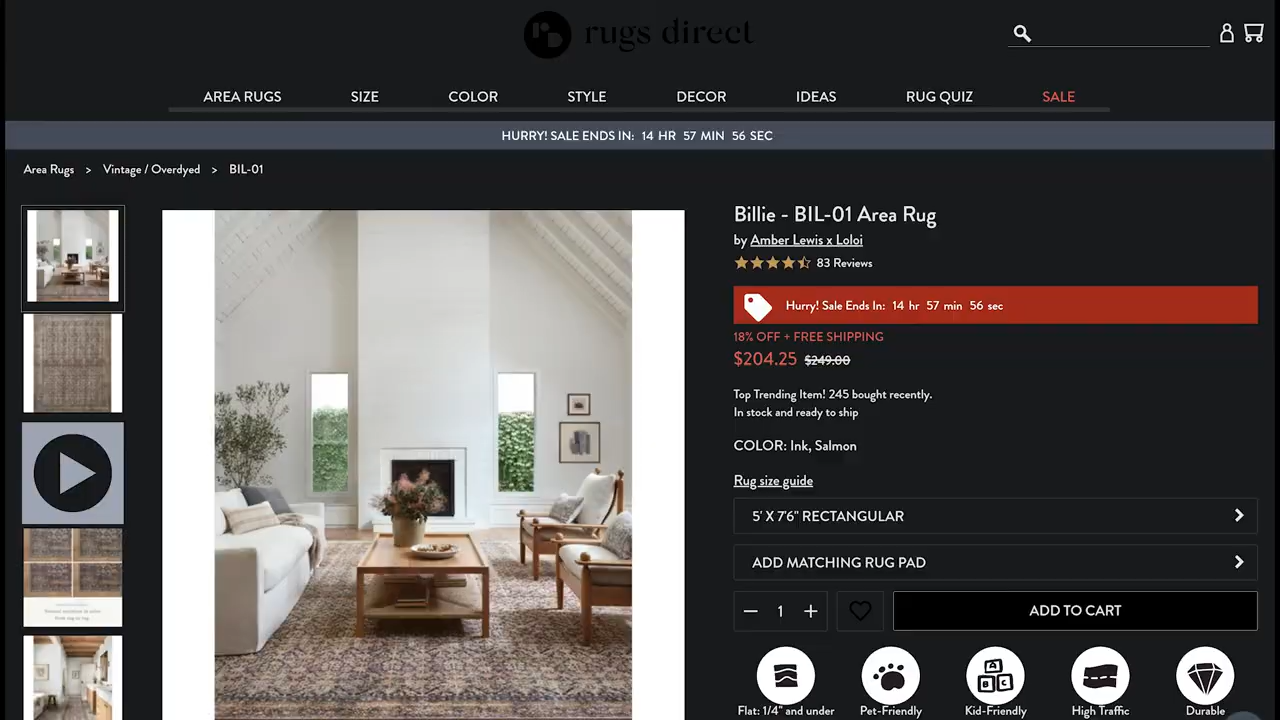 rugs direct
AREA RUGS SIZE COLOR STYLE DECOR IDEAS RUG QUIZ SALE
HURRY! SALE ENDS IN: 14 HR 57 MIN 56 SEC
Area Rugs > Vintage / Overdyed > BIL-01
Billie - BIL-01 Area Rug
by Amber Lewis x Loloi
83 Reviews
Hurry! Sale Ends In: 14 hr 57 min 56 sec
18% OFF + FREE SHIPPING
$204.25 $249.00
Top Trending Item! 245 bought recently.
In stock and ready to ship
COLOR: Ink, Salmon
Rug size guide
5' X 7'6" RECTANGULAR
ADD MATCHING RUG PAD
1
ADD TO CART
Flat: 1/4" and under Pet-Friendly Kid-Friendly High Traffic Durable